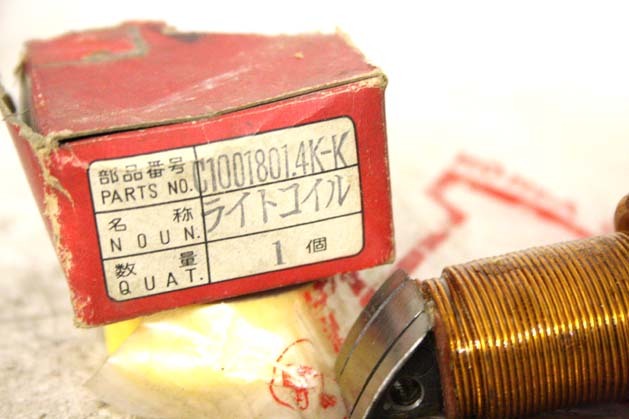 部品番号 C1001801.4K-K
PARTS NO.
名 称 ライトコイル
NOUN.
数 量 1 個
QUAT.